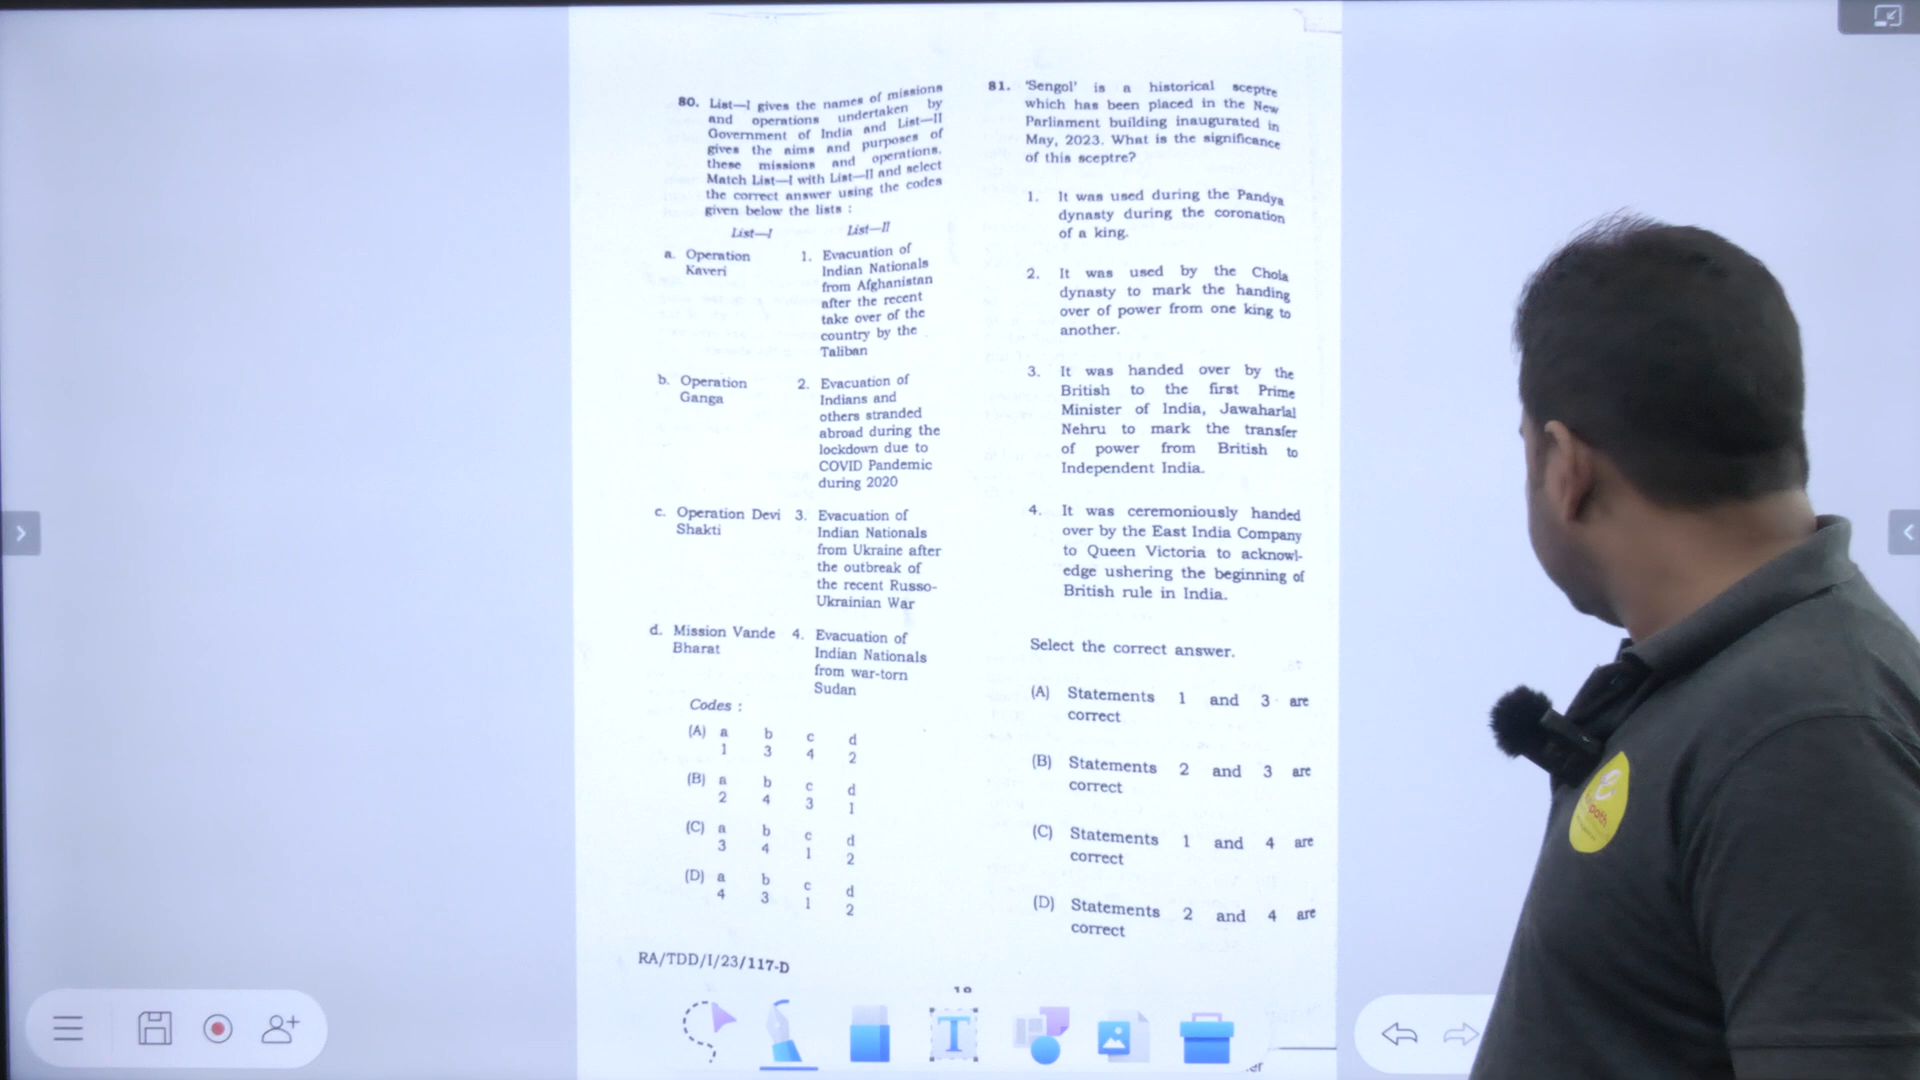 80. List—I gives the names of missions
and operations undertaken by
Government of India and List—II
gives the aims and purposes of
these missions and operations.
Match List—I with List—II and select
the correct answer using the codes
given below the lists :
List—I List—II
a. Operation Kaveri
1. Evacuation of
Indian Nationals
from Afghanistan
after the recent
take over of the
country by the
Taliban
b. Operation
Ganga
2. Evacuation of
Indians and
others stranded
abroad during the
lockdown due to
COVID Pandemic
during 2020
c. Operation Devi
Shakti
3. Evacuation of
Indian Nationals
from Ukraine after
the outbreak of
the recent Russo-
Ukrainian War
d. Mission Vande
Bharat
4. Evacuation of
Indian Nationals
from war-torn
Sudan
Codes :
(A) a b c d
1 3 4 2
(B) a b c d
2 4 3 1
(C) a b c d
3 4 1 2
(D) a b c d
4 3 1 2
RA/TDD/I/23/117-D
81. 'Sengol' is a historical sceptre
which has been placed in the New
Parliament building inaugurated in
May, 2023. What is the significance
of this sceptre?
1. It was used during the Pandya
dynasty during the coronation
of a king.
2. It was used by the Chola
dynasty to mark the handing
over of power from one king to
another.
3. It was handed over by the
British to the first Prime
Minister of India, Jawaharlal
Nehru to mark the transfer
of power from British to
Independent India.
4. It was ceremoniously handed
over by the East India Company
to Queen Victoria to acknowl-
edge ushering the beginning of
British rule in India.
Select the correct answer.
(A) Statements 1 and 3 are
correct
(B) Statements 2 and 3 are
correct
(C) Statements 1 and 4 are
correct
(D) Statements 2 and 4 are
correct
T